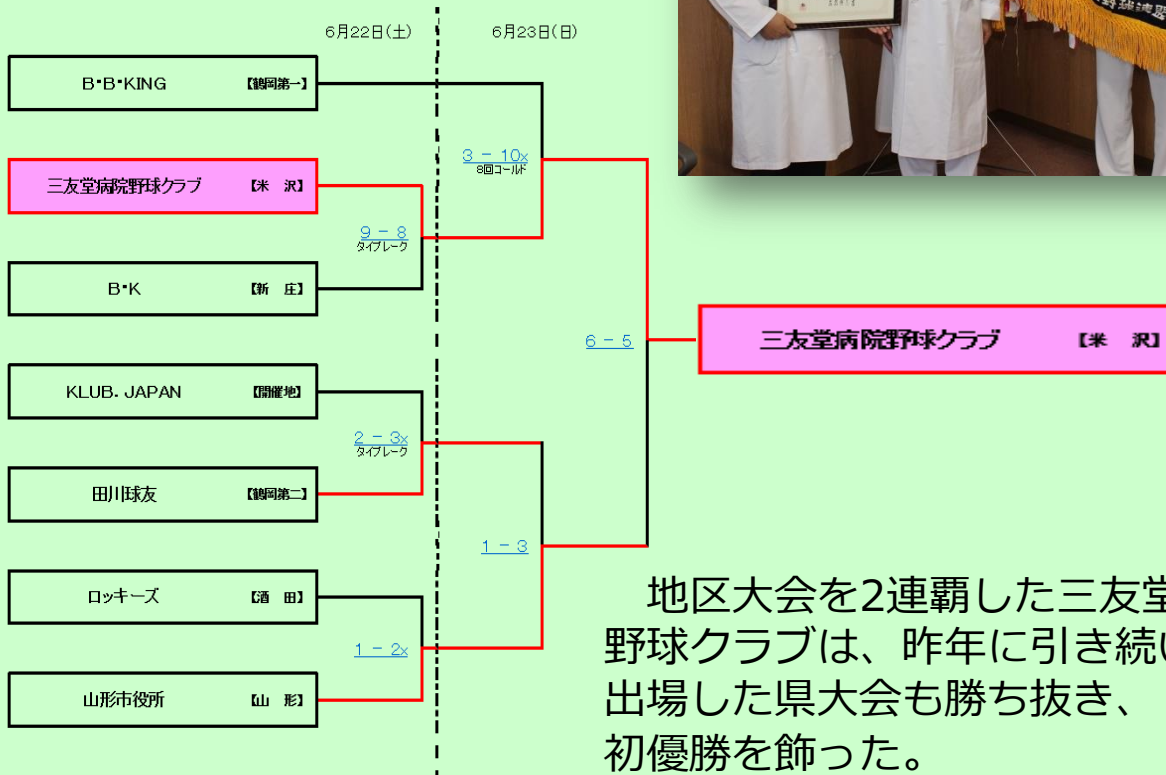 6月22日(土)
6月23日(日)
B・B・KING 【鶴岡第一】
3 - 10x
8回コールド
三友堂病院野球クラブ 【米 沢】
9 - 8
タイブレーク
B・K 【新 庄】
6 - 5
三友堂病院野球クラブ 【米 沢】
KLUB. JAPAN 【開催地】
2 - 3x
タイブレーク
田川球友 【鶴岡第二】
1 - 3
ロッキーズ 【酒 田】
1 - 2x
山形市役所 【山 形】
地区大会を2連覇した三友堂
野球クラブは、昨年に引き続い
出場した県大会も勝ち抜き、
初優勝を飾った。